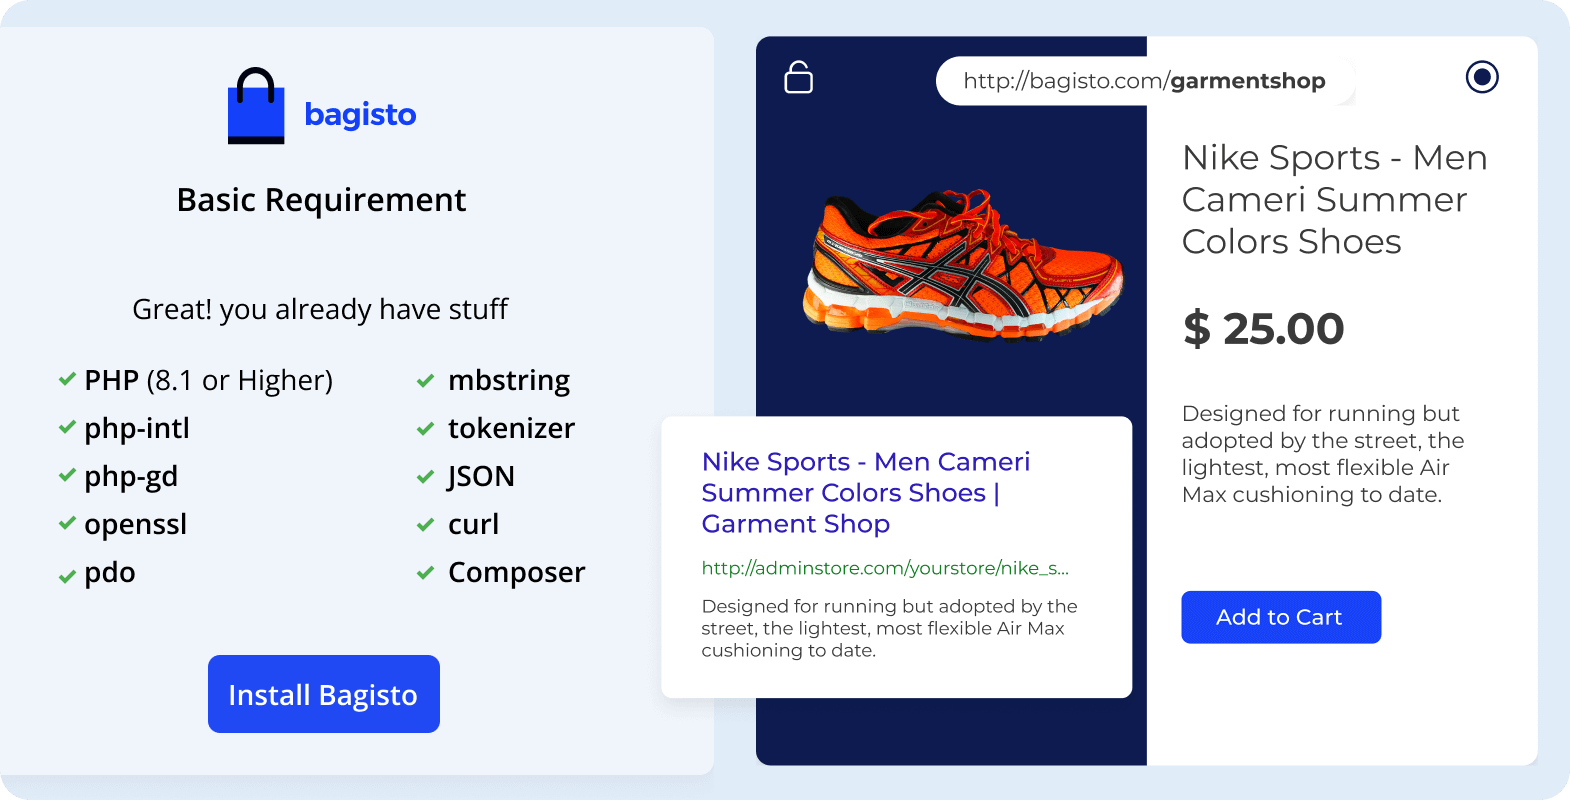 bagisto
Basic Requirement
Great! you already have stuff
PHP (8.1 or Higher)
php-intl
php-gd
openssl
pdo
mbstring
tokenizer
JSON
curl
Composer
Install Bagisto
http://bagisto.com/garmentshop
Nike Sports - Men
Cameri Summer
Colors Shoes
$ 25.00
Designed for running but
adopted by the street, the
lightest, most flexible Air
Max cushioning to date.
Add to Cart
Nike Sports - Men Cameri
Summer Colors Shoes |
Garment Shop
http://adminstore.com/yourstore/nike_s...
Designed for running but adopted by the
street, the lightest, most flexible Air Max
cushioning to date.